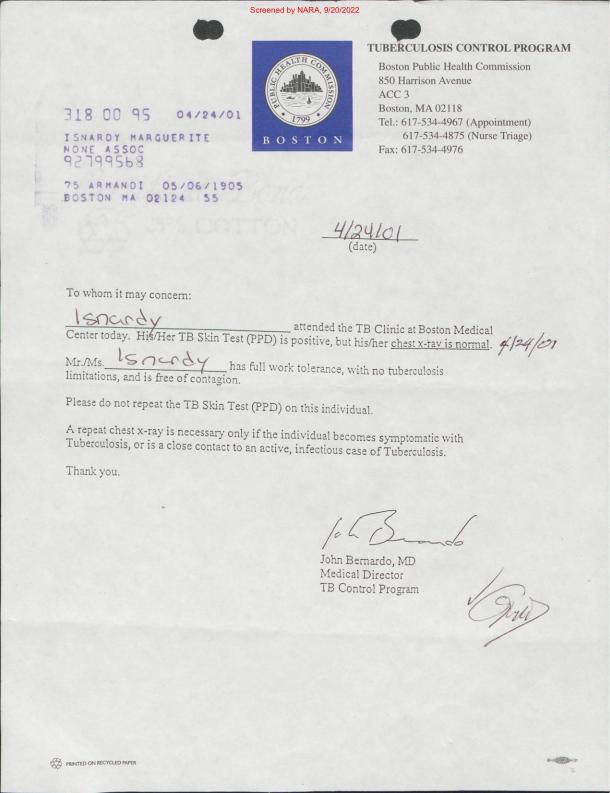 Screened by NARA, 9/20/2022
PUBLIC HEALTH COMMISSION
1799
BOSTON
TUBERCULOSIS CONTROL PROGRAM
Boston Public Health Commission
850 Harrison Avenue
ACC 3
Boston, MA 02118
Tel.: 617-534-4967 (Appointment)
617-534-4875 (Nurse Triage)
Fax: 617-534-4976
318 00 95 04/24/01
ISNARDY MARGUERITE
NONE ASSOC
92799568
75 ARMANDI 05/06/1905
BOSTON MA 02124 55
COTTON
4/24/01
(date)
To whom it may concern:
Isnardy attended the TB Clinic at Boston Medical
Center today. His/Her TB Skin Test (PPD) is positive, but his/her chest x-ray is normal. 4/24/01
Mr./Ms. Isnardy has full work tolerance, with no tuberculosis
limitations, and is free of contagion.
Please do not repeat the TB Skin Test (PPD) on this individual.
A repeat chest x-ray is necessary only if the individual becomes symptomatic with
Tuberculosis, or is a close contact to an active, infectious case of Tuberculosis.
Thank you.
John Bernardo
John Bernardo, MD
Medical Director
TB Control Program
PRINTED ON RECYCLED PAPER